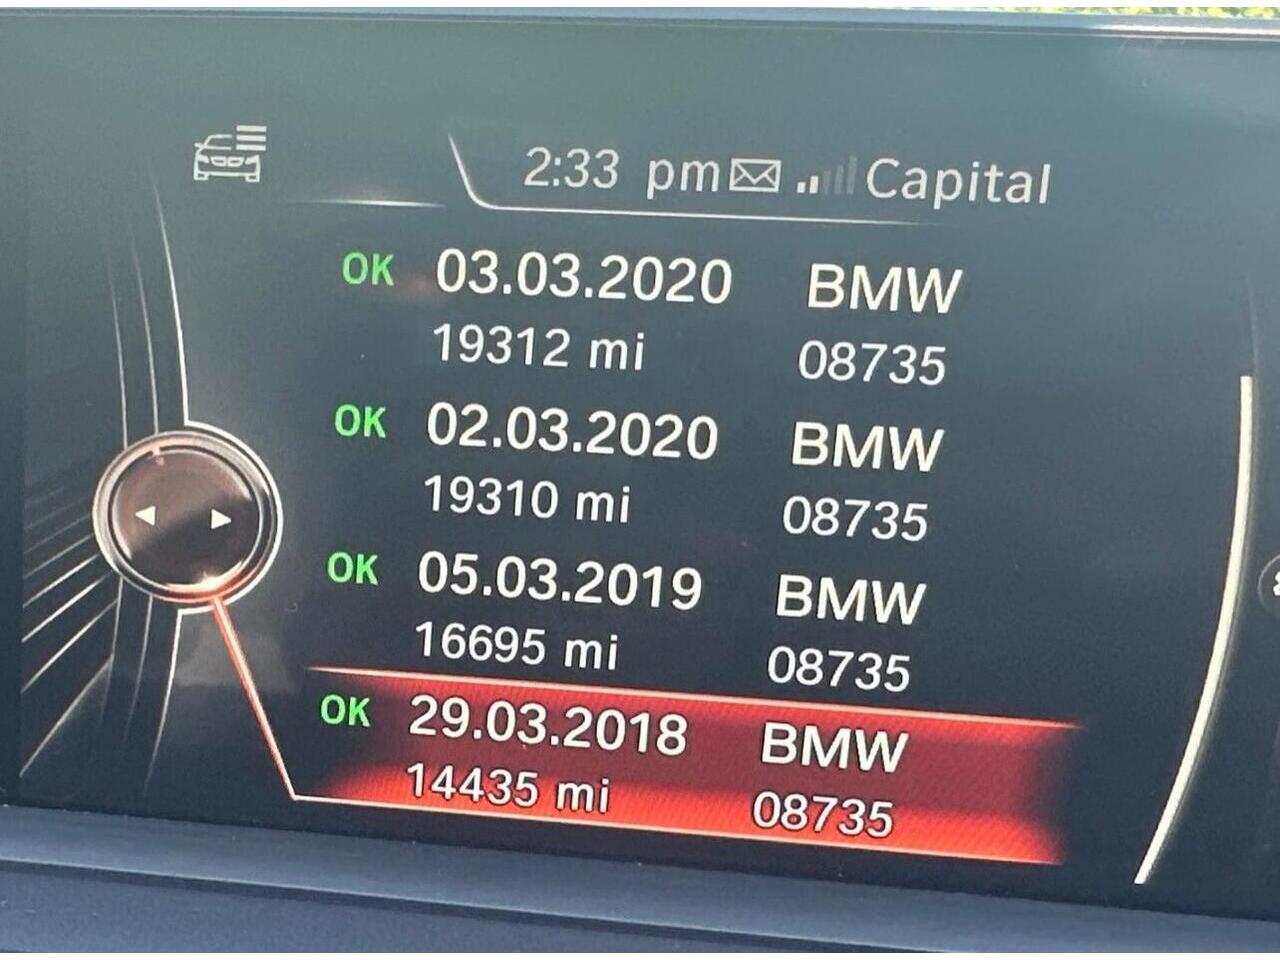 2:33 pm Capital
OK 03.03.2020 BMW
19312 mi 08735
OK 02.03.2020 BMW
19310 mi 08735
OK 05.03.2019 BMW
16695 mi 08735
OK 29.03.2018 BMW
14435 mi 08735